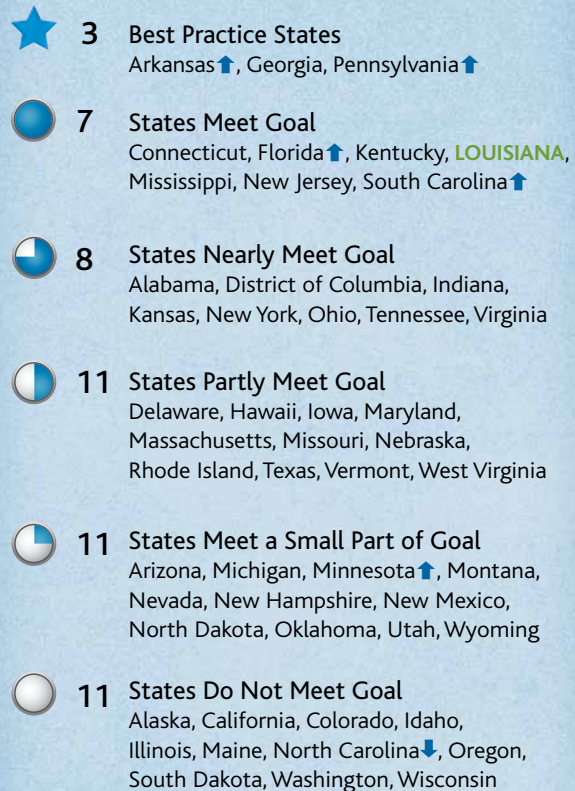 3 Best Practice States
Arkansas⬆, Georgia, Pennsylvania⬆
7 States Meet Goal
Connecticut, Florida⬆, Kentucky, LOUISIANA,
Mississippi, New Jersey, South Carolina⬆
8 States Nearly Meet Goal
Alabama, District of Columbia, Indiana,
Kansas, New York, Ohio, Tennessee, Virginia
11 States Partly Meet Goal
Delaware, Hawaii, Iowa, Maryland,
Massachusetts, Missouri, Nebraska,
Rhode Island, Texas, Vermont, West Virginia
11 States Meet a Small Part of Goal
Arizona, Michigan, Minnesota⬆, Montana,
Nevada, New Hampshire, New Mexico,
North Dakota, Oklahoma, Utah, Wyoming
11 States Do Not Meet Goal
Alaska, California, Colorado, Idaho,
Illinois, Maine, North Carolina⬇, Oregon,
South Dakota, Washington, Wisconsin